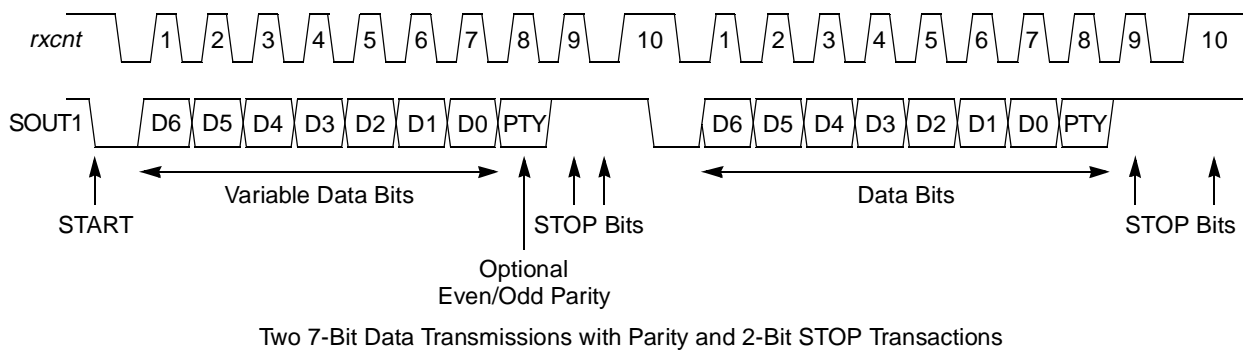 rxcnt 1 2 3 4 5 6 7 8 9 10 1 2 3 4 5 6 7 8 9 10
SOUT1 D6 D5 D4 D3 D2 D1 D0 PTY D6 D5 D4 D3 D2 D1 D0 PTY
Variable Data Bits Data Bits
START STOP Bits STOP Bits
Optional
Even/Odd Parity
Two 7-Bit Data Transmissions with Parity and 2-Bit STOP Transactions